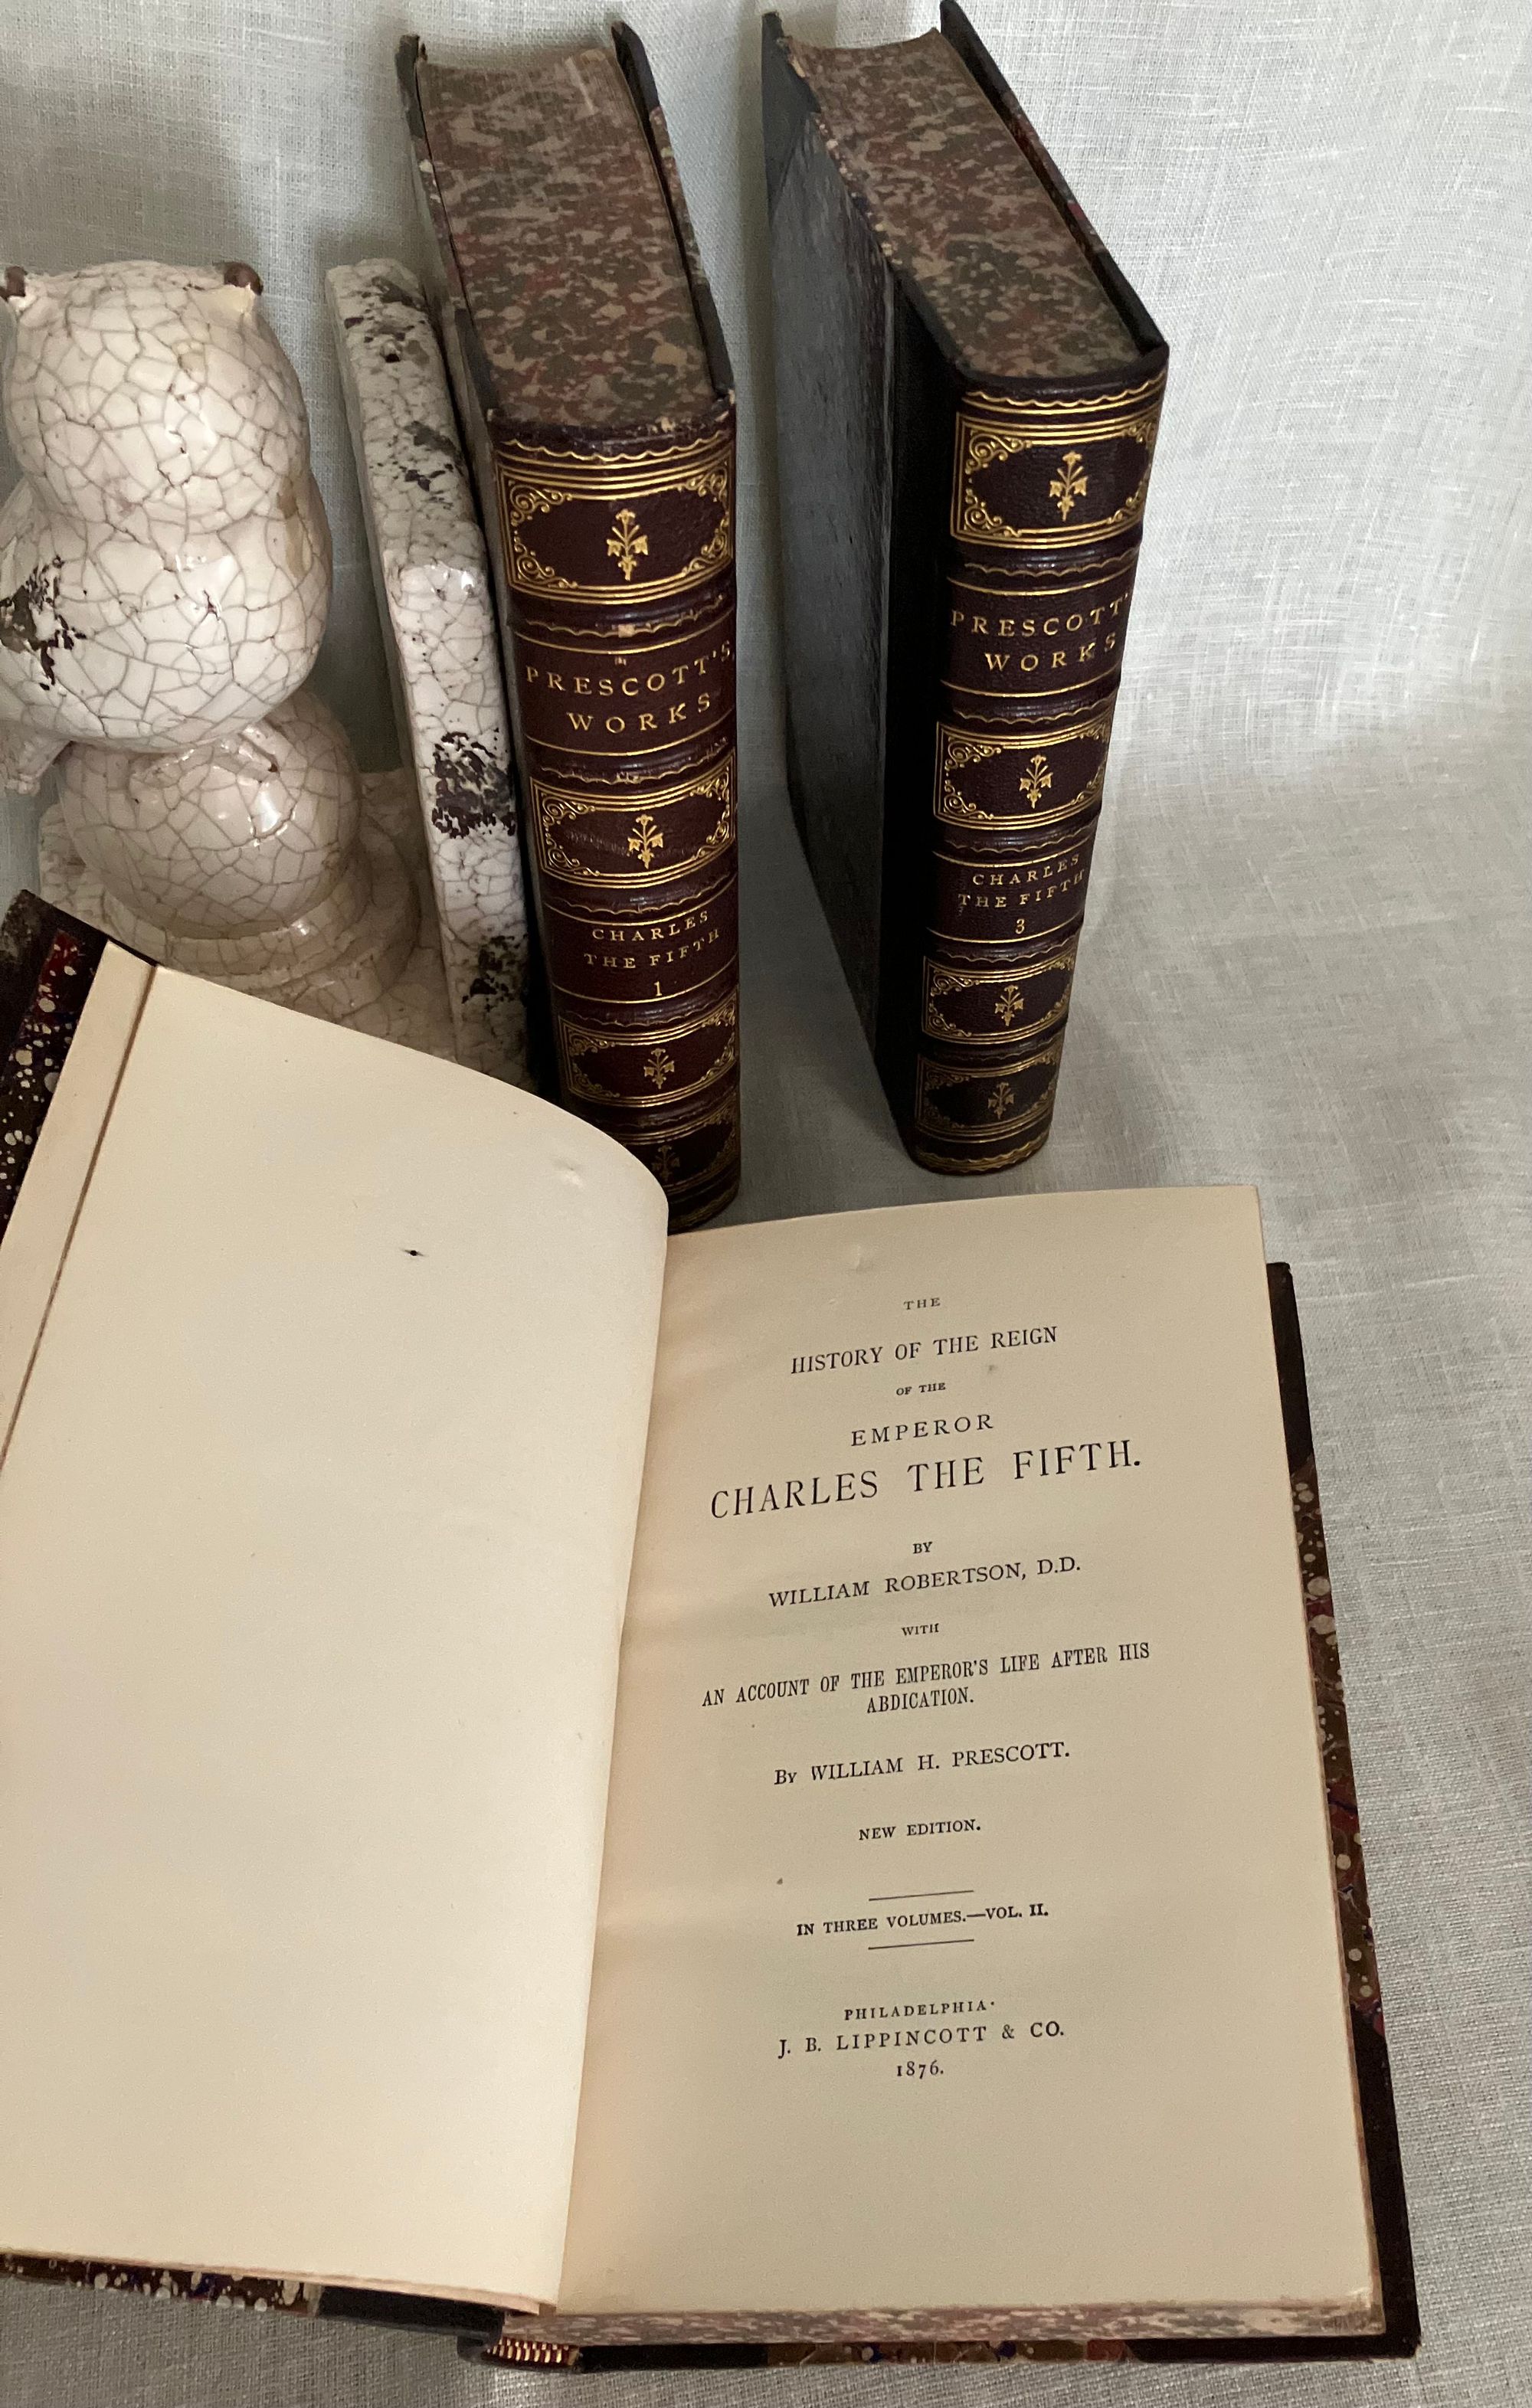 PRESCOTT'S
WORKS
CHARLES
THE FIFTH
1
PRESCOTT'
WORKS
CHARLES
THE FIFTH
3
THE
HISTORY OF THE REIGN
OF THE
EMPEROR
CHARLES THE FIFTH.
BY
WILLIAM ROBERTSON, D.D.
WITH
AN ACCOUNT OF THE EMPEROR'S LIFE AFTER HIS
ABDICATION.
By WILLIAM H. PRESCOTT.
NEW EDITION.
IN THREE VOLUMES.—VOL. II.
PHILADELPHIA.
J. B. LIPPINCOTT & CO.
1876.